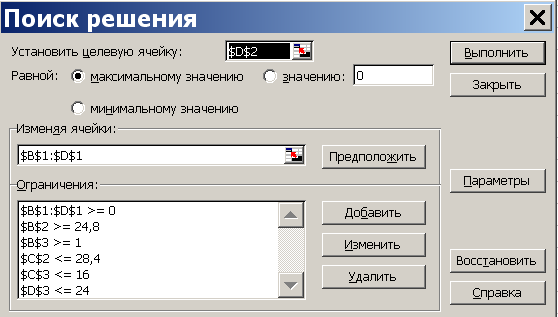 Поиск решения
Установить целевую ячейку: $D$2 Выполнить
Равной: максимальному значению значению: 0 Закрыть
минимальному значению
Изменяя ячейки:
$B$1:$D$1 Предположить
Ограничения: Параметры
$B$1:$D$1 >= 0 Добавить
$B$2 >= 24,8
$B$3 >= 1 Изменить
$C$2 <= 28,4 Восстановить
$C$3 <= 16 Удалить
$D$3 <= 24 Справка